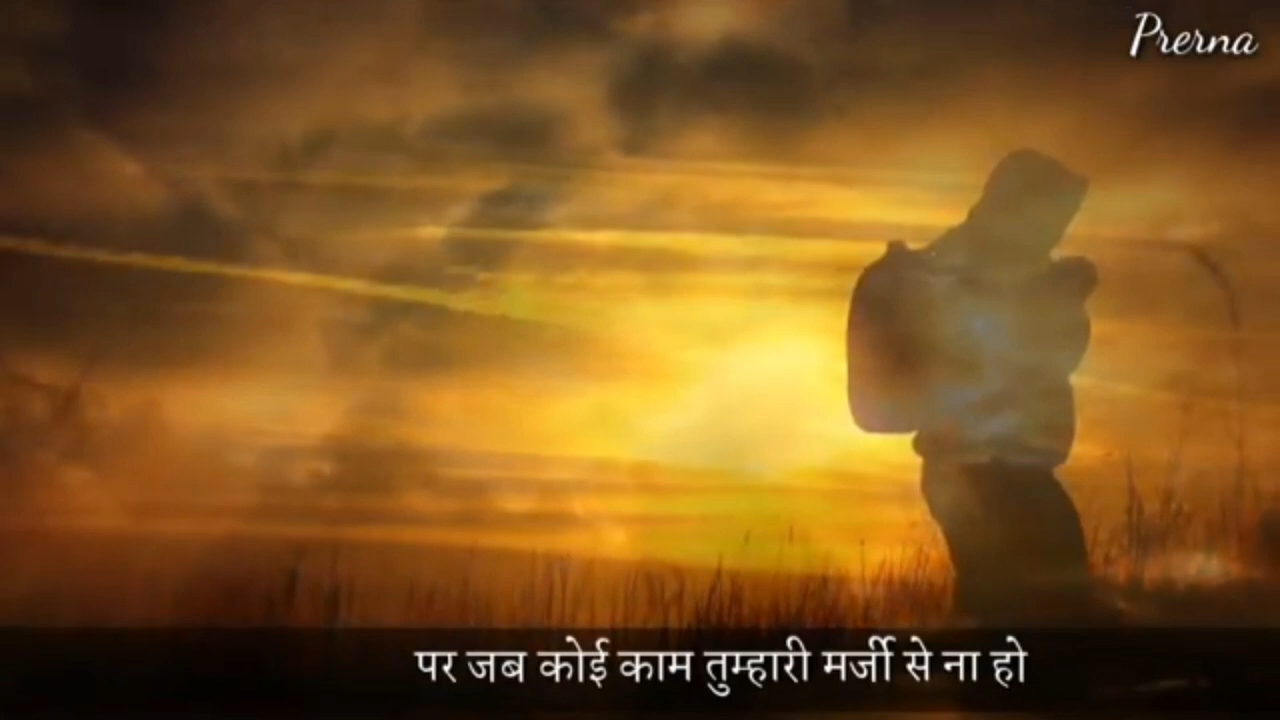 Prerna
पर जब कोई काम तुम्हारी मर्जी से ना हो